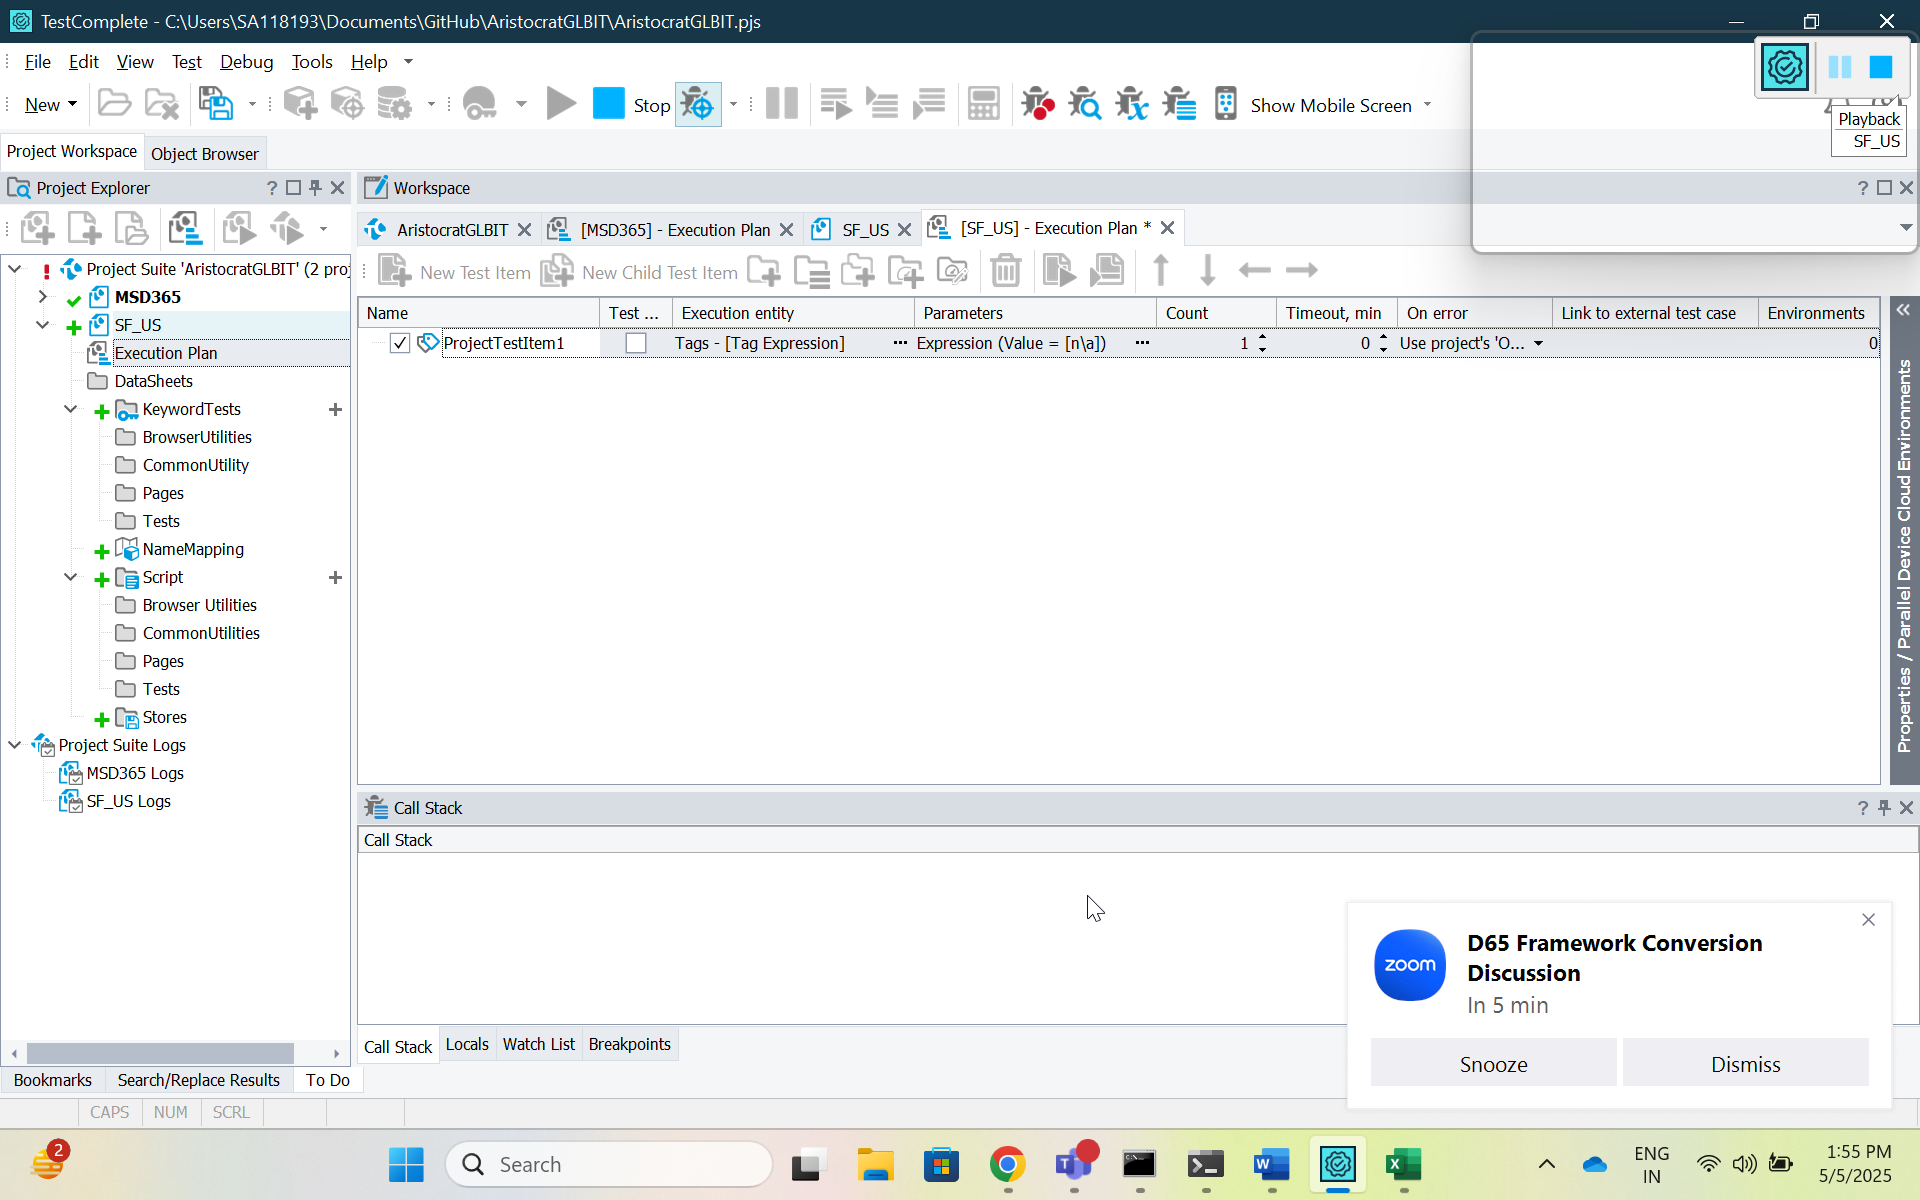 TestComplete - C:\Users\SA118193\Documents\GitHub\AristocratGLBIT\AristocratGLBIT.pjs
File Edit View Test Debug Tools Help
New Stop Show Mobile Screen
Playback
SF_US
Project Workspace Object Browser
Project Explorer ?
Workspace ?
AristocratGLBIT [MSD365] - Execution Plan SF_US [SF_US] - Execution Plan *
New Test Item New Child Test Item
Project Suite 'AristocratGLBIT' (2 proj
MSD365
SF_US
Execution Plan
DataSheets
KeywordTests
BrowserUtilities
CommonUtility
Pages
Tests
NameMapping
Script
Browser Utilities
CommonUtilities
Pages
Tests
Stores
Project Suite Logs
MSD365 Logs
SF_US Logs
Name Test ... Execution entity Parameters Count Timeout, min On error Link to external test case Environments
ProjectTestItem1 Tags - [Tag Expression] ... Expression (Value = [n\a]) ... 1 0 Use project's 'O... 0
Properties / Parallel Device Cloud Environments
Call Stack ?
Call Stack
Call Stack Locals Watch List Breakpoints
Bookmarks Search/Replace Results To Do
CAPS NUM SCRL
zoom
D65 Framework Conversion
Discussion
In 5 min
Snooze Dismiss
2
Search
ENG
IN
1:55 PM
5/5/2025